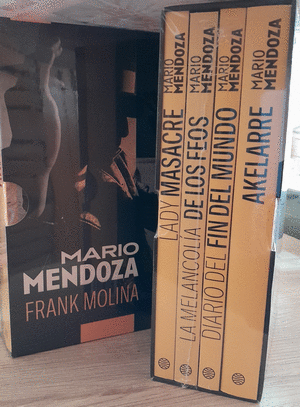 MARIO
MENDOZA
FRANK MOLINA
LADY MASACRE
MARIO
MENDOZA
LA MELANCOLÍA DE LOS FEOS
MARIO
MENDOZA
DIARIO DEL FIN DEL MUNDO
MARIO
MENDOZA
AKELARRE
MARIO
MENDOZA